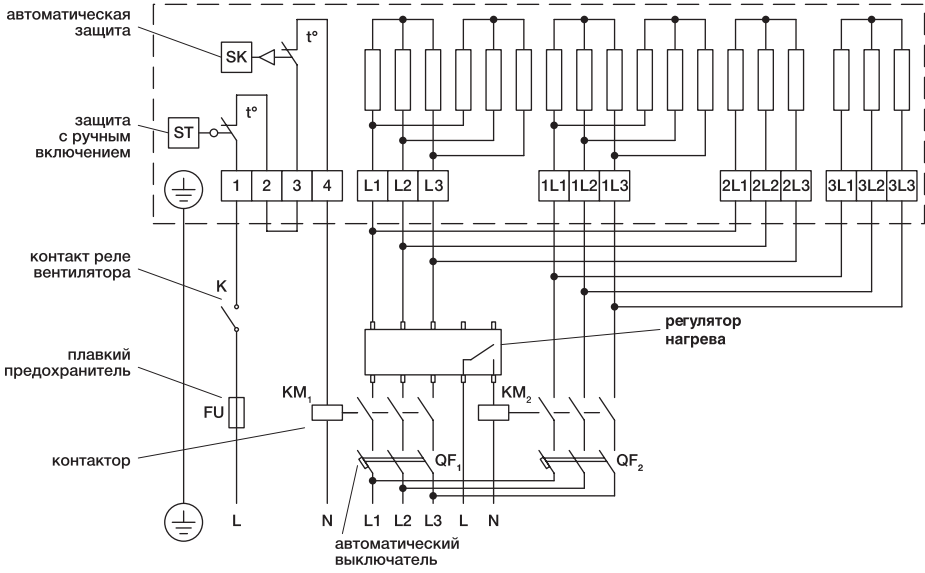 автоматическая
защита
SK
t°
защита
с ручным
включением
ST
t°
1 2 3 4
L1 L2 L3
1L1 1L2 1L3
2L1 2L2 2L3
3L1 3L2 3L3
контакт реле
вентилятора
K
регулятор
нагрева
плавкий
предохранитель
FU
KM1
KM2
контактор
QF1
QF2
L N L1 L2 L3 L N
автоматический
выключатель